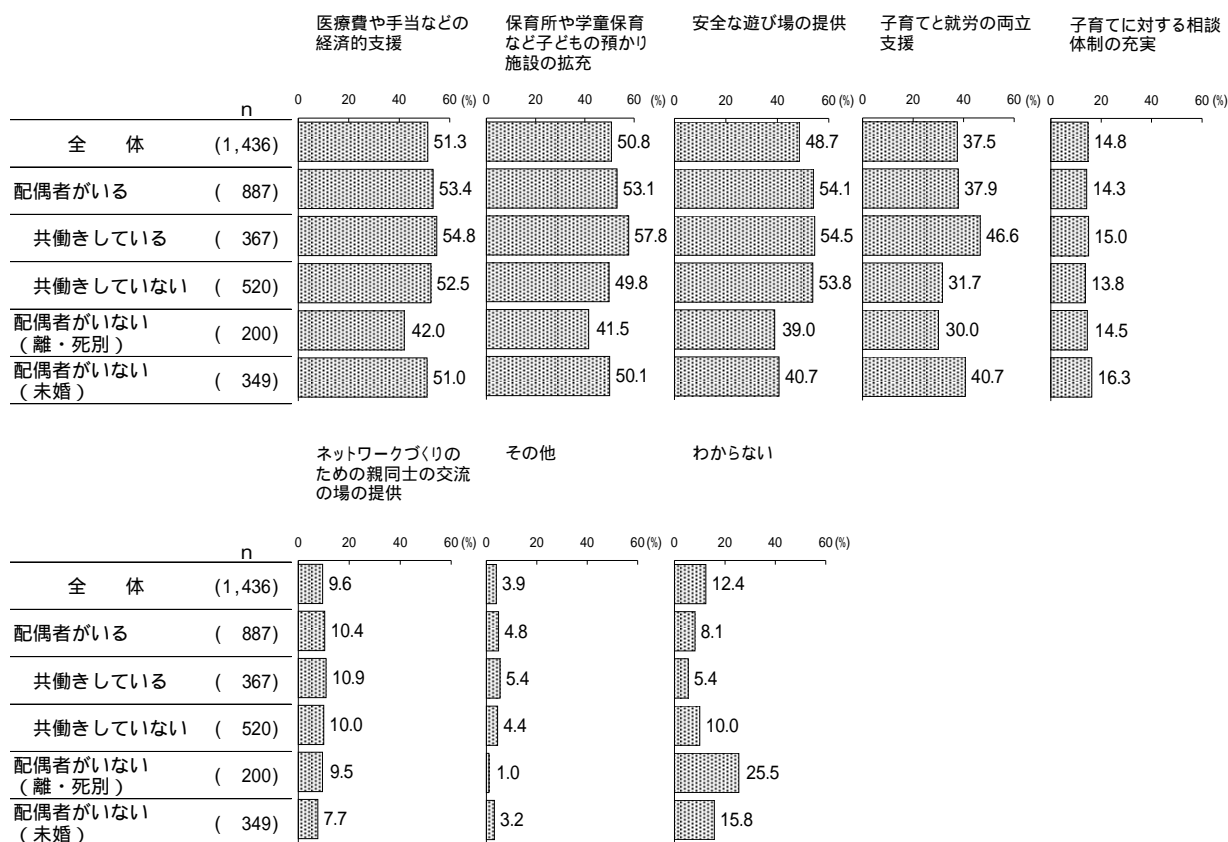 医療費や手当などの
経済的支援
保育所や学童保育
など子どもの預かり
施設の拡充
安全な遊び場の提供
子育てと就労の両立
支援
子育てに対する相談
体制の充実
n
0 20 40 60 (%)
0 20 40 60 (%)
0 20 40 60 (%)
0 20 40 60 (%)
0 20 40 60 (%)
全 体 (1,436) 51.3 50.8 48.7 37.5 14.8
配偶者がいる ( 887) 53.4 53.1 54.1 37.9 14.3
共働きしている ( 367) 54.8 57.8 54.5 46.6 15.0
共働きしていない ( 520) 52.5 49.8 53.8 31.7 13.8
配偶者がいない
(離・死別) ( 200) 42.0 41.5 39.0 30.0 14.5
配偶者がいない
(未婚) ( 349) 51.0 50.1 40.7 40.7 16.3
ネットワークづくりの
ための親同士の交流
の場の提供
その他
わからない
n
0 20 40 60 (%)
0 20 40 60 (%)
0 20 40 60 (%)
全 体 (1,436) 9.6 3.9 12.4
配偶者がいる ( 887) 10.4 4.8 8.1
共働きしている ( 367) 10.9 5.4 5.4
共働きしていない ( 520) 10.0 4.4 10.0
配偶者がいない
(離・死別) ( 200) 9.5 1.0 25.5
配偶者がいない
(未婚) ( 349) 7.7 3.2 15.8